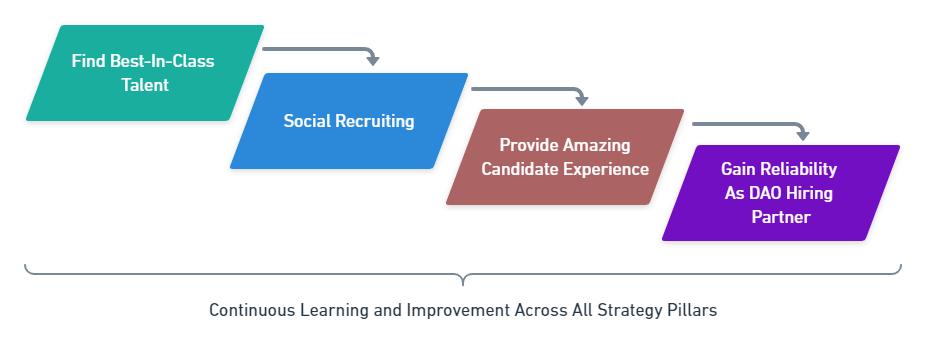 Find Best-In-Class
Talent
Social Recruiting
Provide Amazing
Candidate Experience
Gain Reliability
As DAO Hiring
Partner
Continuous Learning and Improvement Across All Strategy Pillars